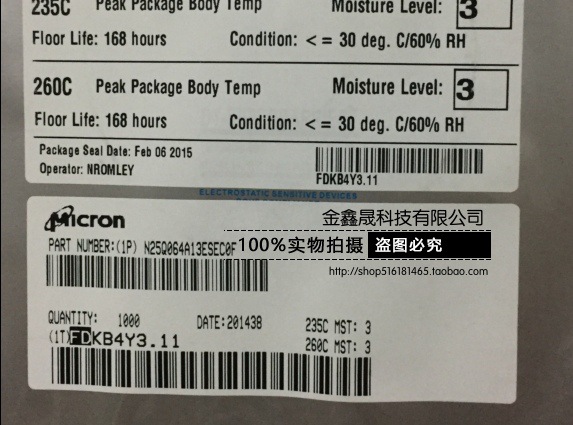 235C Peak Package Body Temp Moisture Level: 3
Floor Life: 168 hours Condition: < = 30 deg. C/60% RH
260C Peak Package Body Temp Moisture Level: 3
Floor Life: 168 hours Condition: < = 30 deg. C/60% RH
Package Seal Date: Feb 06 2015
Operator: NROMLEY
FDKB4Y3.11
ELECTROSTATIC SENSITIVE DEVICES
Micron
金鑫晟科技有限公司
PART NUMBER:(1P) N25Q064A13ESEC0F
100%实物拍摄 盗图必究
http://shop516181465.taobao.com
QUANTITY: 1000 DATE:201438 235C MST: 3
(1T)FDKB4Y3.11 260C MST: 3